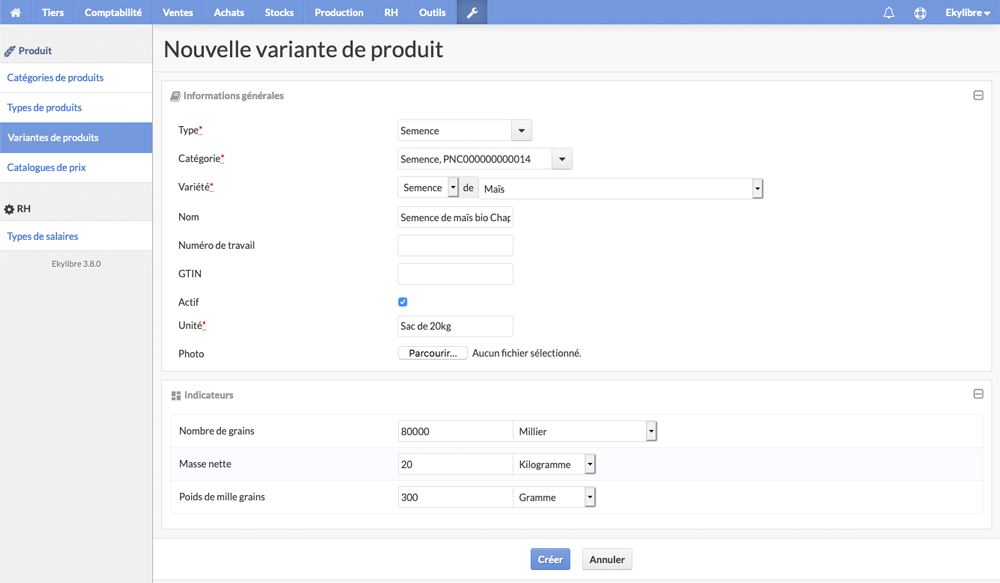 Tiers Comptabilité Ventes Achats Stocks Production RH Outils Ekylibre
Produit
Catégories de produits
Types de produits
Variantes de produits
Catalogues de prix
RH
Types de salaires
Ekylibre 3.8.0
Nouvelle variante de produit
Informations générales
Type* Semence
Catégorie* Semence, PNC000000000014
Variété* Semence de Maïs
Nom Semence de maïs bio Chap
Numéro de travail
GTIN
Actif
Unité* Sac de 20kg
Photo Parcourir... Aucun fichier sélectionné.
Indicateurs
Nombre de grains 80000 Millier
Masse nette 20 Kilogramme
Poids de mille grains 300 Gramme
Créer Annuler